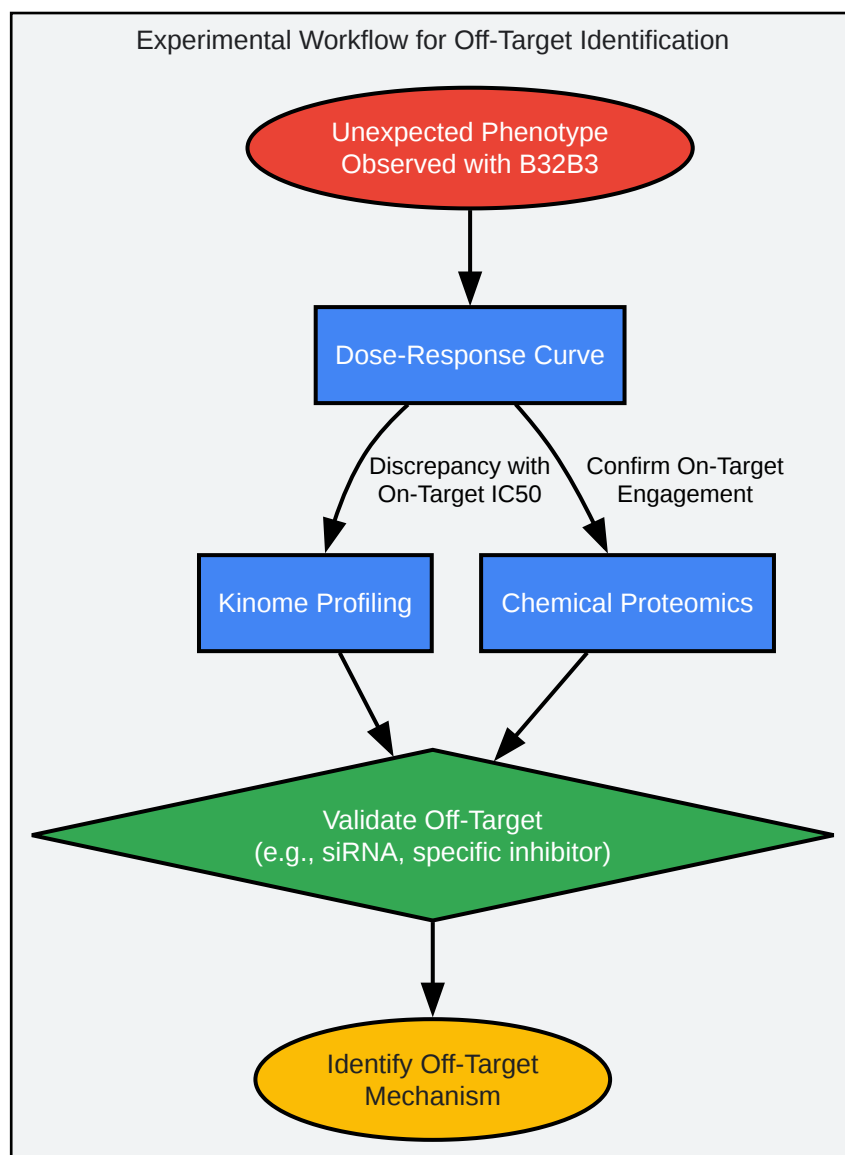 Experimental Workflow for Off-Target Identification
Unexpected Phenotype
Observed with B32B3
Dose-Response Curve
Discrepancy with
On-Target IC50
Confirm On-Target
Engagement
Kinome Profiling
Chemical Proteomics
Validate Off-Target
(e.g., siRNA, specific inhibitor)
Identify Off-Target
Mechanism